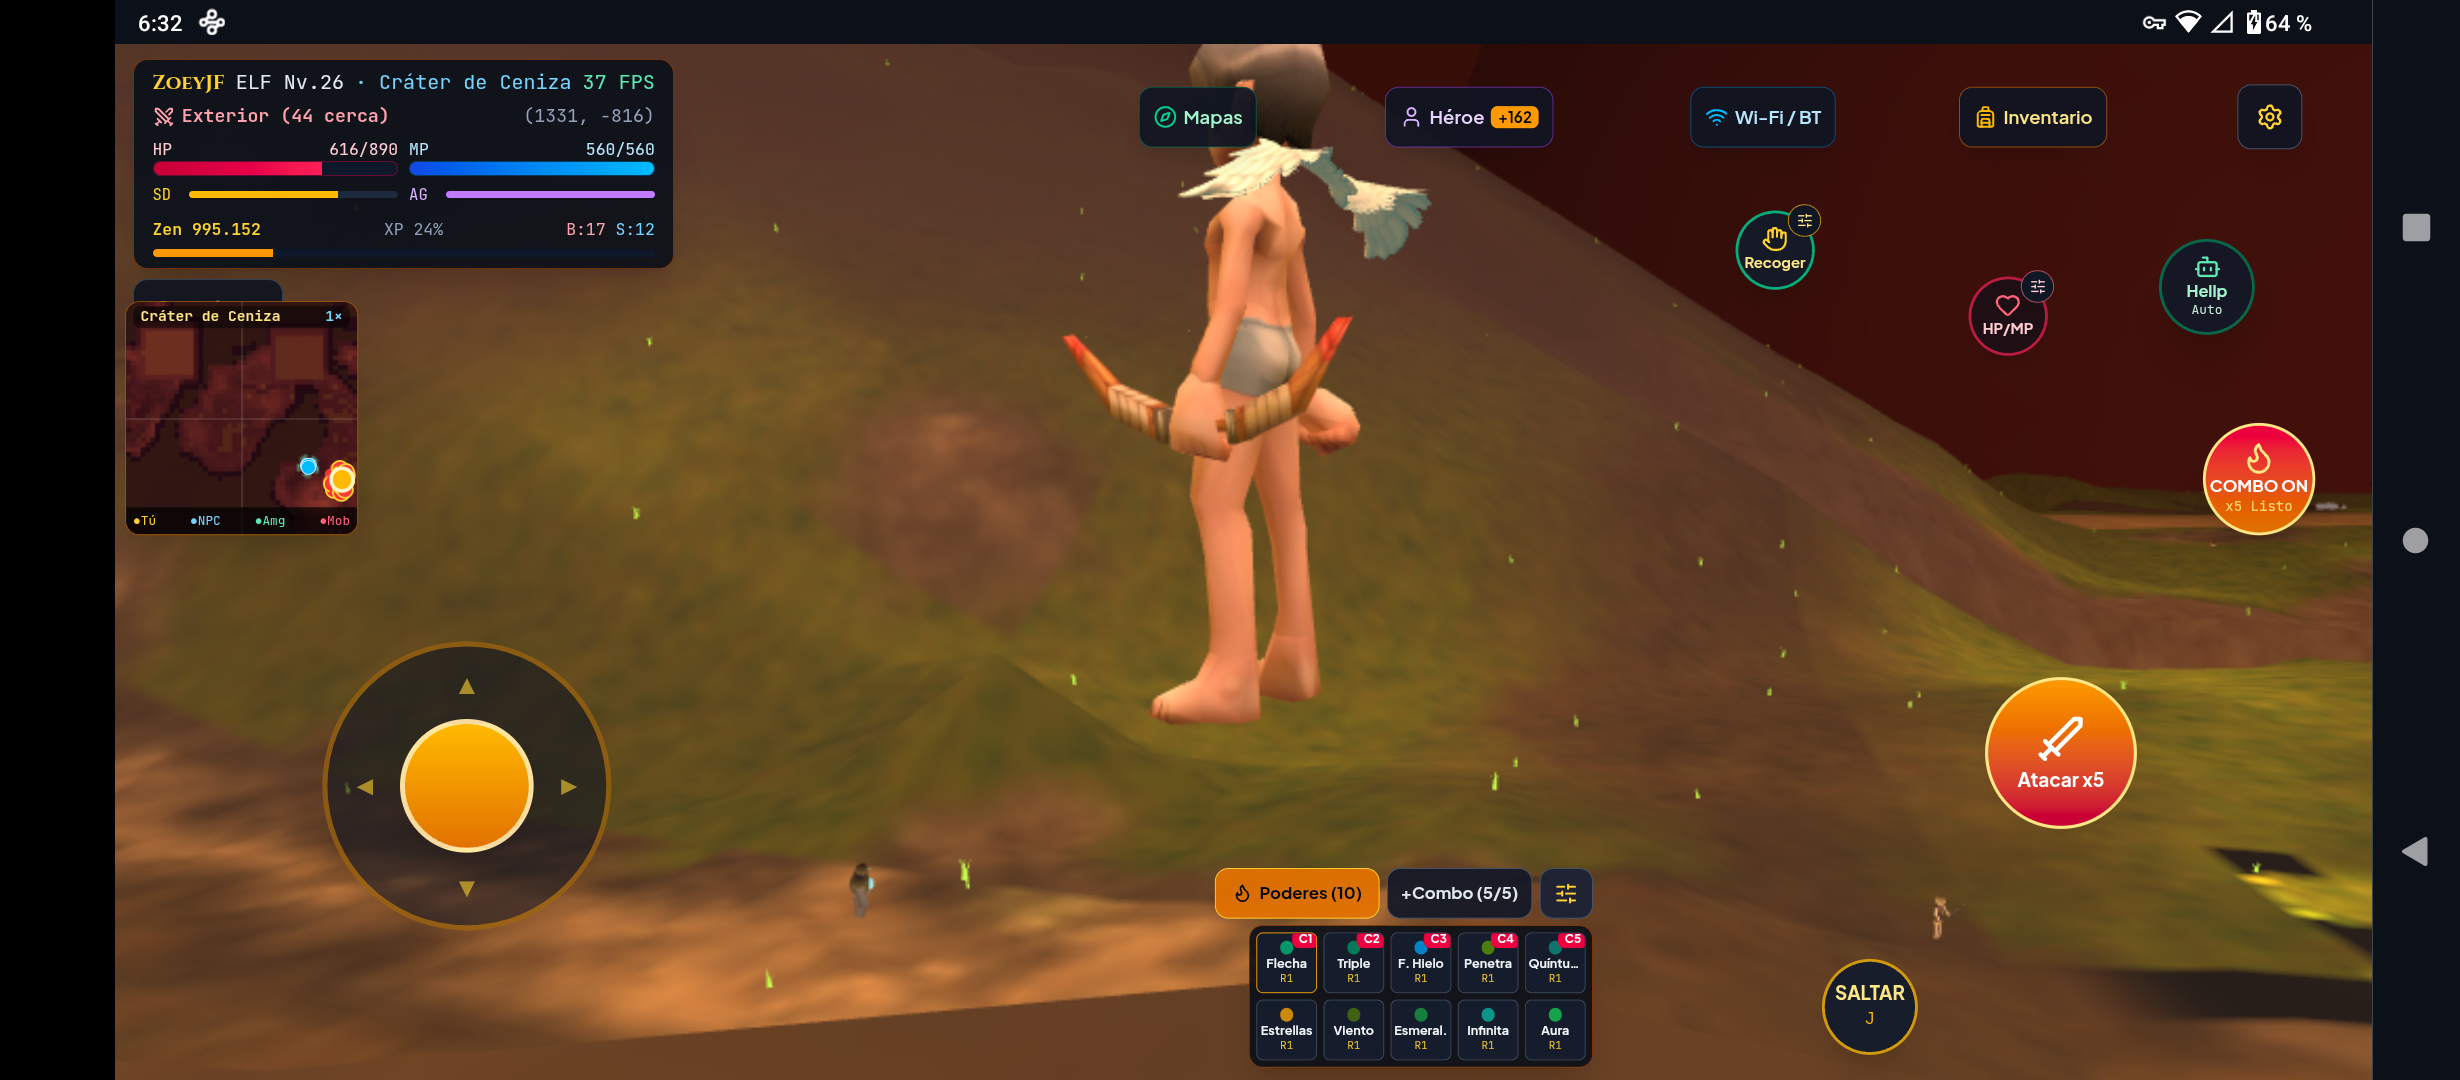 6:32
64 %
ZoeyJF ELF Nv.26 · Cráter de Ceniza 37 FPS
Exterior (44 cerca) (1331, -816)
HP 616/890 MP 560/560
SD AG
Zen 995.152 XP 24% B:17 S:12
Mapas
Héroe +162
Wi-Fi / BT
Inventario
Recoger
HP/MP
Hellp
Auto
Cráter de Ceniza 1×
Tú NPC Amg Mob
COMBO ON
x5 Listo
Atacar x5
Poderes (10) +Combo (5/5)
C1 C2 C3 C4 C5
Flecha Triple F. Hielo Penetra Quíntu...
R1 R1 R1 R1 R1
Estrellas Viento Esmeral. Infinita Aura
R1 R1 R1 R1 R1
SALTAR
J